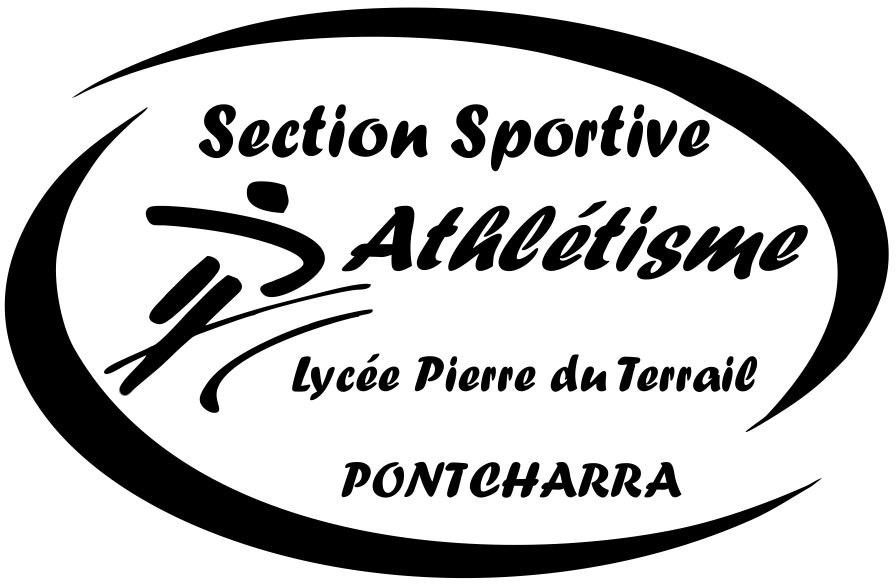 Section Sportive
Athlétisme
Lycée Pierre du Terrail
PONTCHARRA